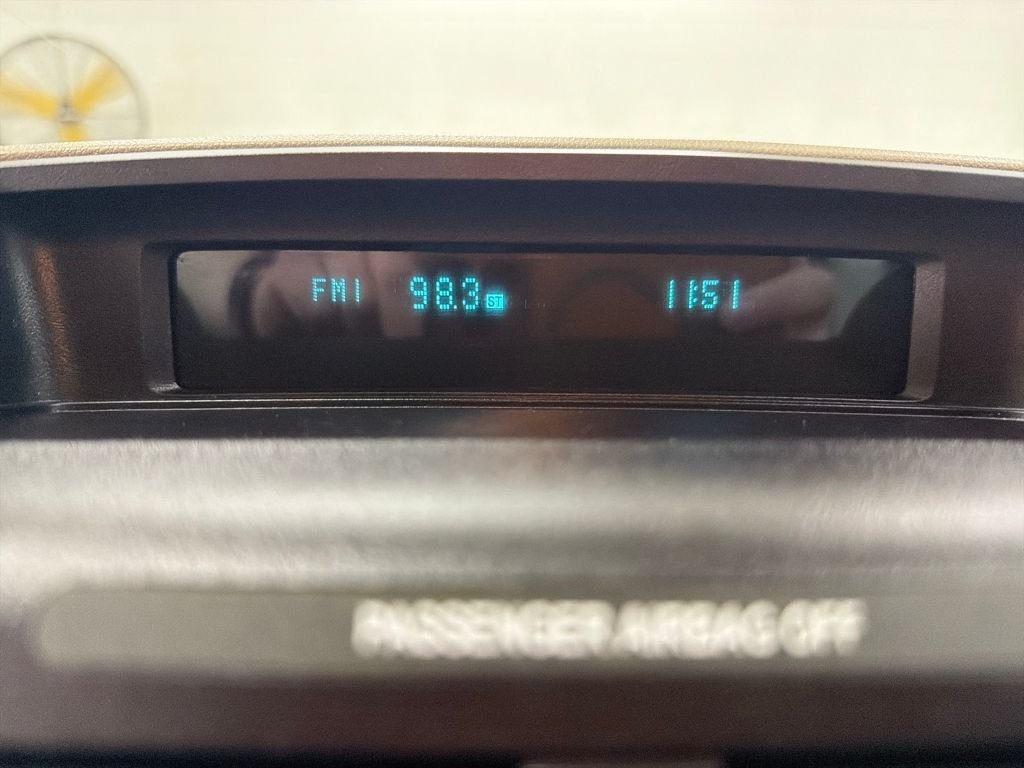 FM1 98.3 ST 11:51
PASSENGER AIRBAG OFF